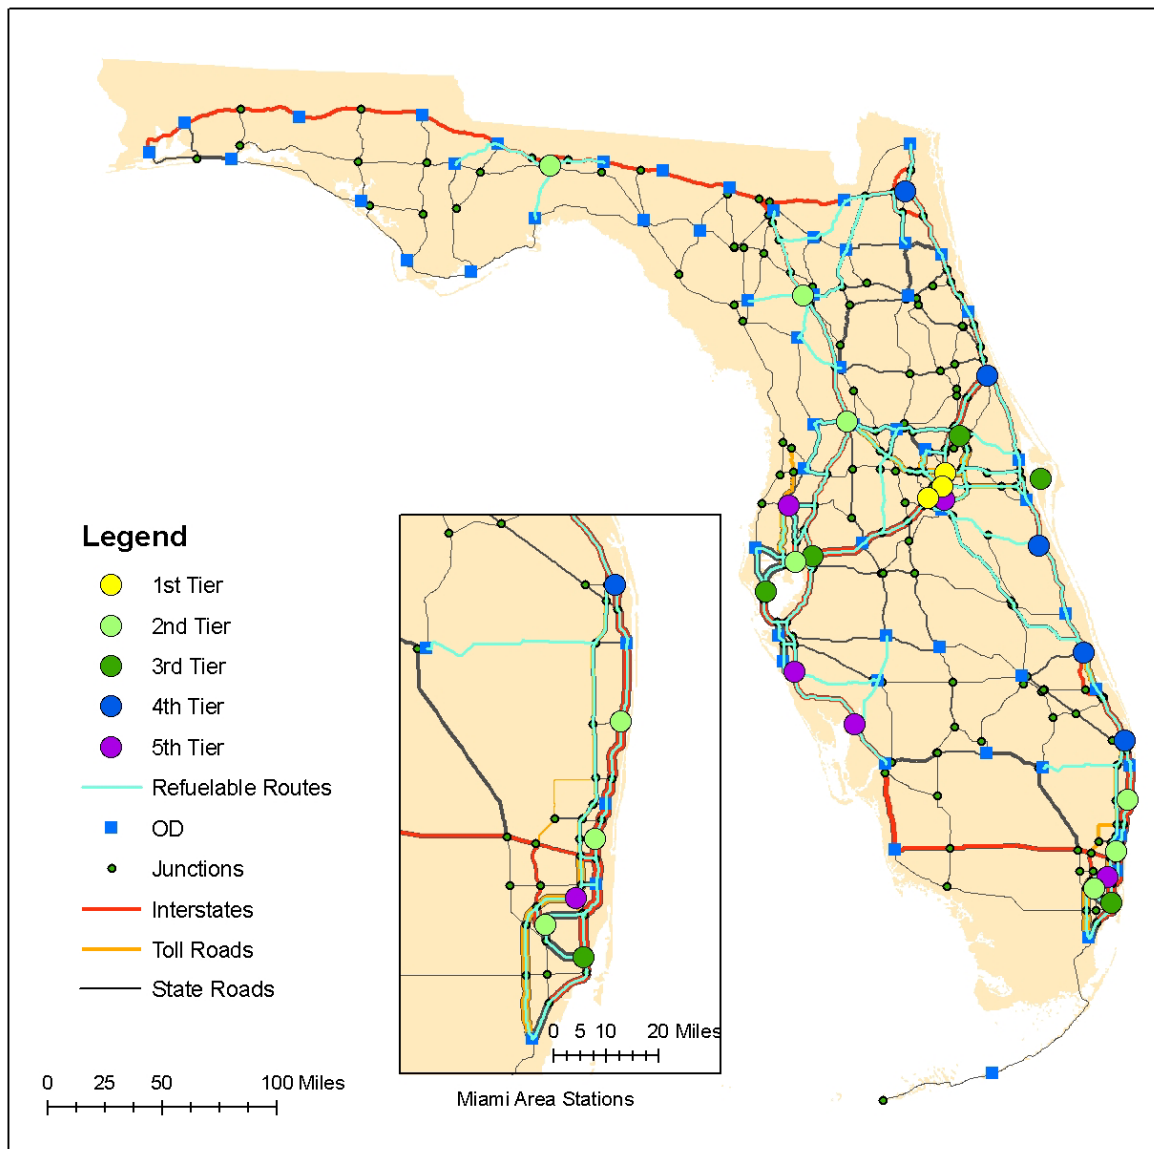 Legend
1st Tier
2nd Tier
3rd Tier
4th Tier
5th Tier
Refuelable Routes
OD
Junctions
Interstates
Toll Roads
State Roads
0 25 50 100 Miles
0 5 10 20 Miles
Miami Area Stations